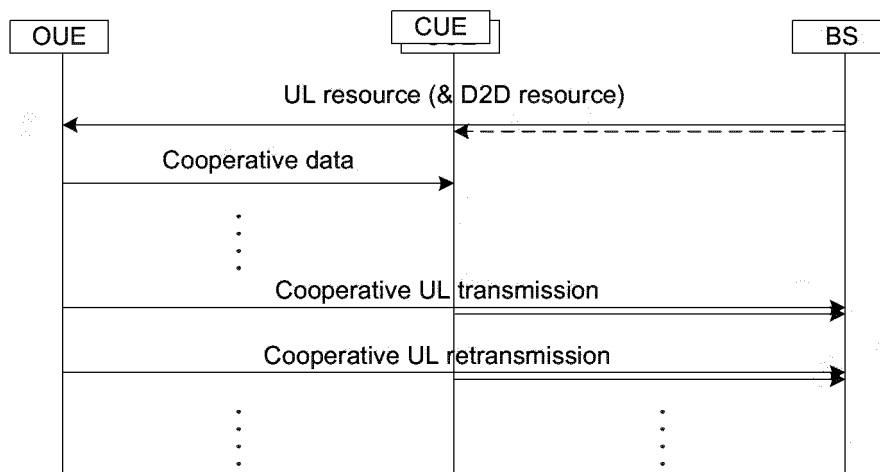 OUE
CUE
BS
UL resource (& D2D resource)
Cooperative data
Cooperative UL transmission
Cooperative UL retransmission